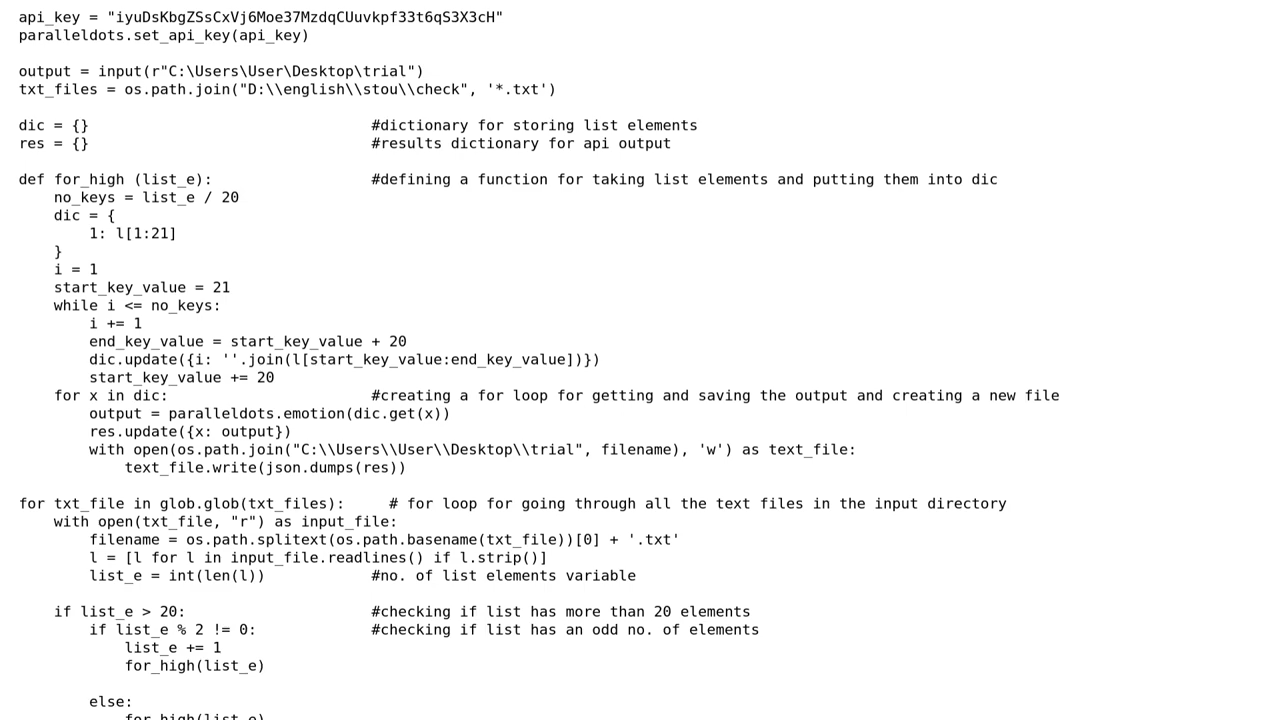 api_key = "iyuDsKbgZSsCxVj6Moe37MzdqCUuvkpf33t6qS3X3cH"
paralleldots.set_api_key(api_key)
output = input(r"C:\Users\User\Desktop\trial")
txt_files = os.path.join("D:\\english\\stou\\check", '*.txt')
dic = {} #dictionary for storing list elements
res = {} #results dictionary for api output
def for_high (list_e): #defining a function for taking list elements and putting them into dic
    no_keys = list_e / 20
    dic = {
        1: l[1:21]
    }
    i = 1
    start_key_value = 21
    while i <= no_keys:
        i += 1
        end_key_value = start_key_value + 20
        dic.update({i: ''.join(l[start_key_value:end_key_value])})
        start_key_value += 20
    for x in dic: #creating a for loop for getting and saving the output and creating a new file
        output = paralleldots.emotion(dic.get(x))
        res.update({x: output})
        with open(os.path.join("C:\\Users\\User\\Desktop\\trial", filename), 'w') as text_file:
            text_file.write(json.dumps(res))
for txt_file in glob.glob(txt_files): # for loop for going through all the text files in the input directory
    with open(txt_file, "r") as input_file:
        filename = os.path.splitext(os.path.basename(txt_file))[0] + '.txt'
        l = [l for l in input_file.readlines() if l.strip()]
        list_e = int(len(l)) #no. of list elements variable
    if list_e > 20: #checking if list has more than 20 elements
        if list_e % 2 != 0: #checking if list has an odd no. of elements
            list_e += 1
            for_high(list_e)
        else:
            for_high(list_e)